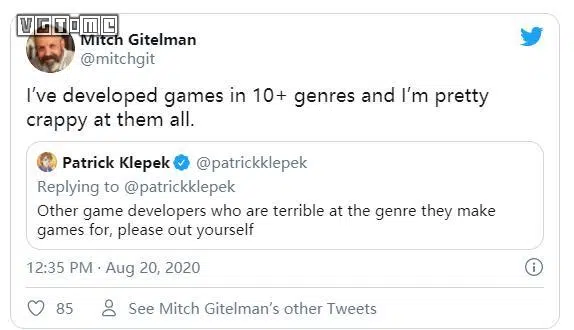 VGTIME
Mitch Gitelman
@mitchgit
I've developed games in 10+ genres and I'm pretty
crappy at them all.
Patrick Klepek @patrickklepek
Replying to @patrickklepek
Other game developers who are terrible at the genre they make
games for, please out yourself
12:35 PM · Aug 20, 2020
85 See Mitch Gitelman's other Tweets